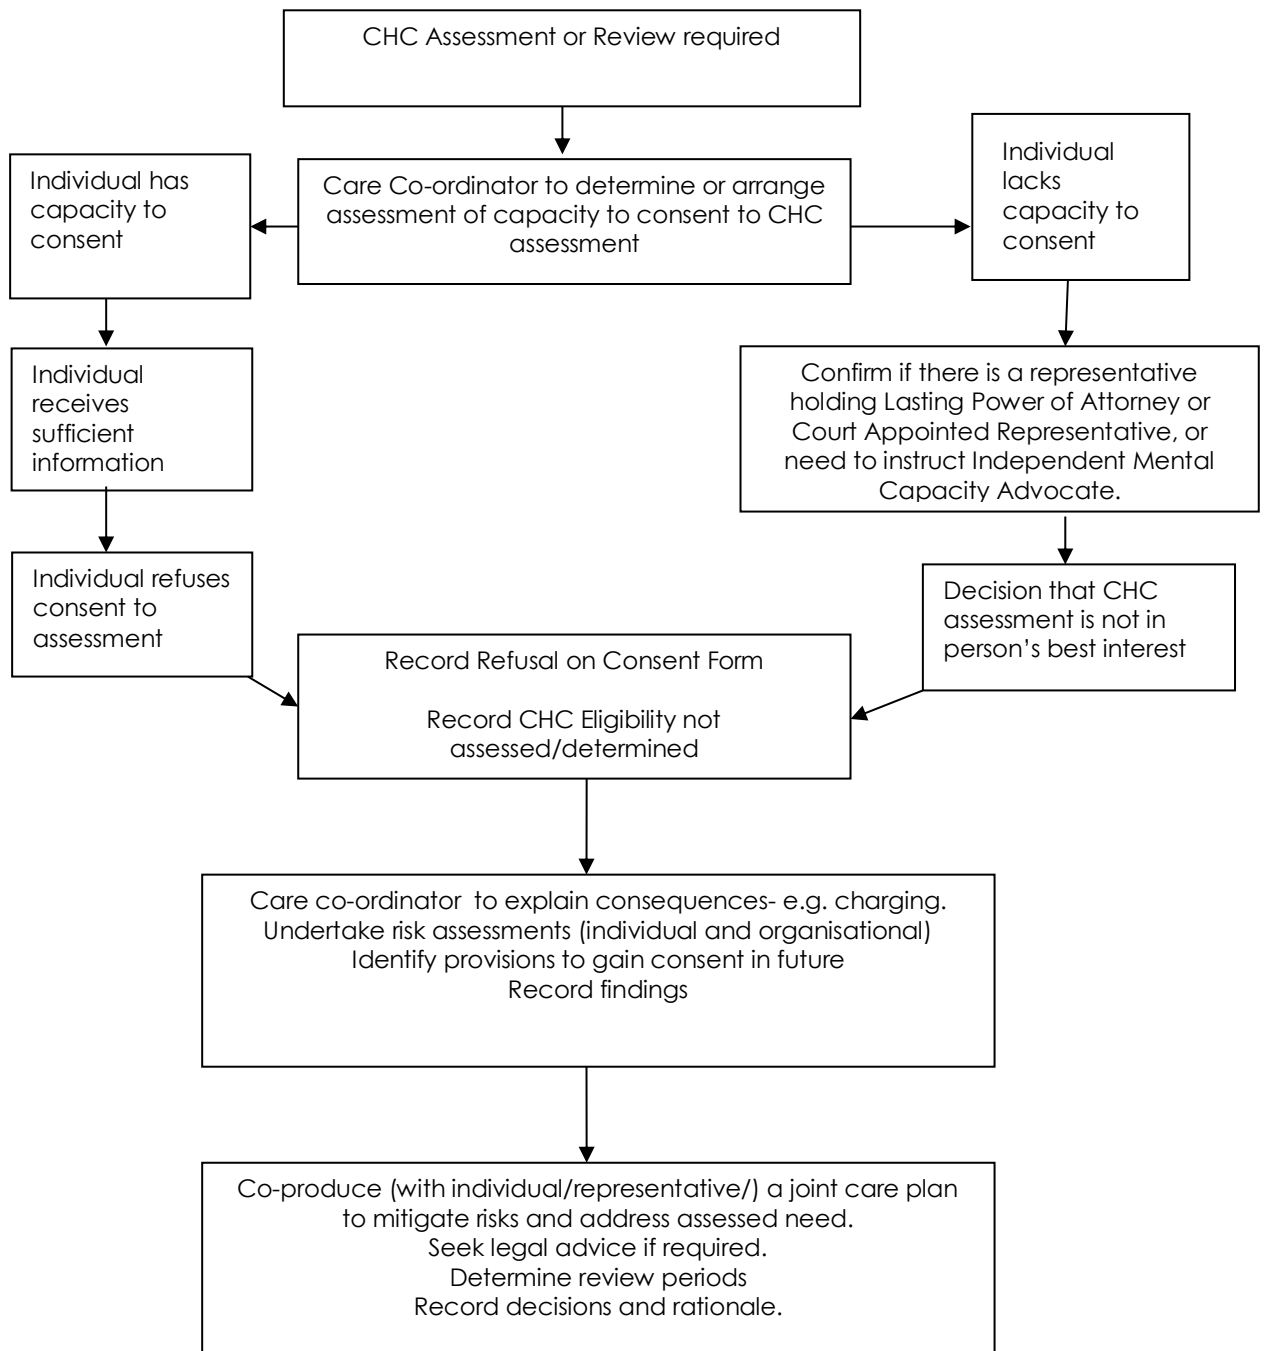 CHC Assessment or Review required
Care Co-ordinator to determine or arrange
assessment of capacity to consent to CHC
assessment
Individual has
capacity to
consent
Individual
lacks
capacity to
consent
Individual
receives
sufficient
information
Confirm if there is a representative
holding Lasting Power of Attorney or
Court Appointed Representative, or
need to instruct Independent Mental
Capacity Advocate.
Individual refuses
consent to
assessment
Decision that CHC
assessment is not in
person’s best interest
Record Refusal on Consent Form
Record CHC Eligibility not
assessed/determined
Care co-ordinator to explain consequences- e.g. charging.
Undertake risk assessments (individual and organisational)
Identify provisions to gain consent in future
Record findings
Co-produce (with individual/representative/) a joint care plan
to mitigate risks and address assessed need.
Seek legal advice if required.
Determine review periods
Record decisions and rationale.